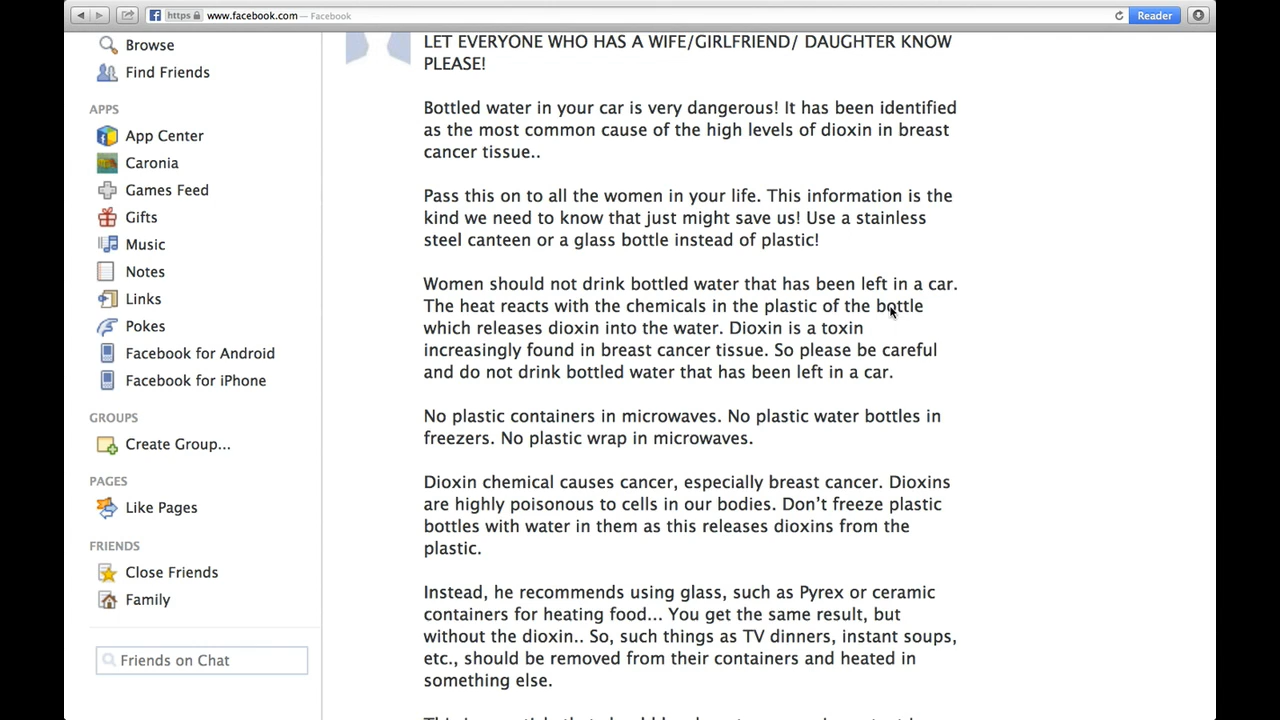 https www.facebook.com — Facebook
Reader
Browse
Find Friends
APPS
App Center
Caronia
Games Feed
Gifts
Music
Notes
Links
Pokes
Facebook for Android
Facebook for iPhone
GROUPS
Create Group...
PAGES
Like Pages
FRIENDS
Close Friends
Family
Friends on Chat
LET EVERYONE WHO HAS A WIFE/GIRLFRIEND/ DAUGHTER KNOW
PLEASE!
Bottled water in your car is very dangerous! It has been identified
as the most common cause of the high levels of dioxin in breast
cancer tissue..
Pass this on to all the women in your life. This information is the
kind we need to know that just might save us! Use a stainless
steel canteen or a glass bottle instead of plastic!
Women should not drink bottled water that has been left in a car.
The heat reacts with the chemicals in the plastic of the bottle
which releases dioxin into the water. Dioxin is a toxin
increasingly found in breast cancer tissue. So please be careful
and do not drink bottled water that has been left in a car.
No plastic containers in microwaves. No plastic water bottles in
freezers. No plastic wrap in microwaves.
Dioxin chemical causes cancer, especially breast cancer. Dioxins
are highly poisonous to cells in our bodies. Don't freeze plastic
bottles with water in them as this releases dioxins from the
plastic.
Instead, he recommends using glass, such as Pyrex or ceramic
containers for heating food... You get the same result, but
without the dioxin.. So, such things as TV dinners, instant soups,
etc., should be removed from their containers and heated in
something else.